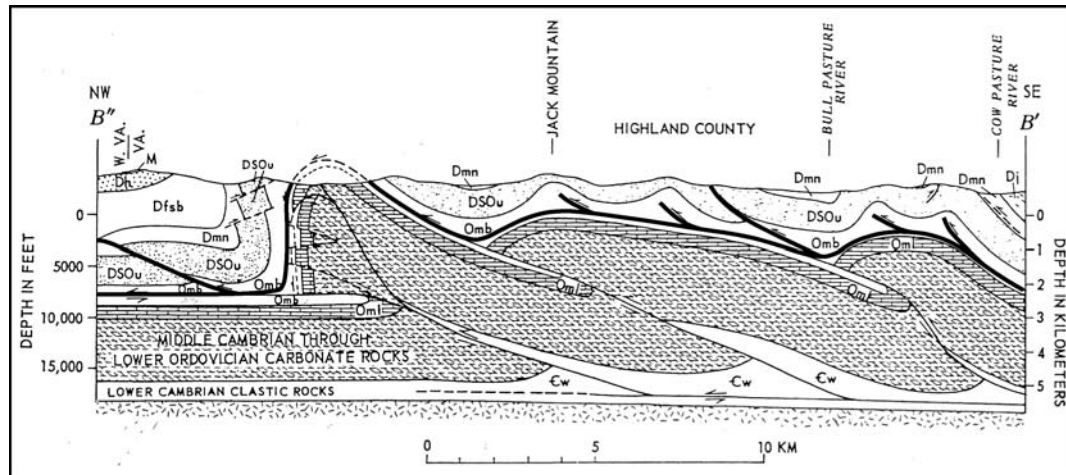 NW
B″
W. VA.
VA.
M
Dh
DSOu
Dfsb
Dmn
DSOu
DSOu
Omb
Omb
Omb
Oml
JACK MOUNTAIN
HIGHLAND COUNTY
BULL PASTURE
RIVER
COW PASTURE
RIVER
SE
B′
Dmn
DSOu
Omb
Dmn
Dmn
Dmn
Dj
DSOu
Omb
Oml
Oml
Oml
DEPTH IN FEET
0
5000
10,000
15,000
MIDDLE CAMBRIAN THROUGH
LOWER ORDOVICIAN CARBONATE ROCKS
LOWER CAMBRIAN CLASTIC ROCKS
Єw
Єw
Єw
0
1
2
3
4
5
DEPTH IN KILOMETERS
0 5 10 KM